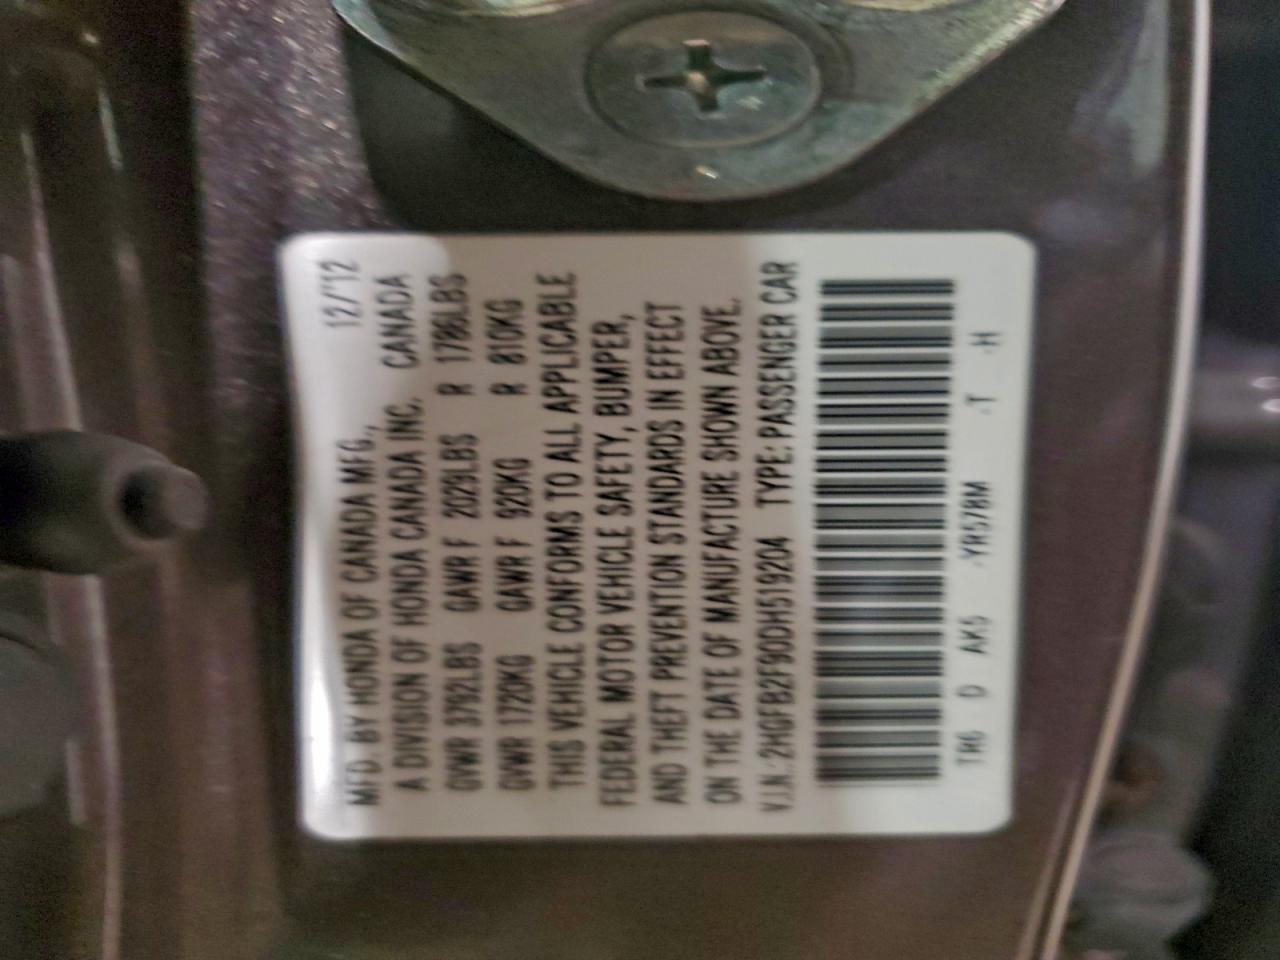 12/'12
MFD. BY HONDA OF CANADA MFG.,
A DIVISION OF HONDA CANADA INC. CANADA
GVWR 3792LBS GAWR F 2029LBS R 1786LBS
GVWR 1720KG GAWR F 920KG R 810KG
THIS VEHICLE CONFORMS TO ALL APPLICABLE
FEDERAL MOTOR VEHICLE SAFETY, BUMPER,
AND THEFT PREVENTION STANDARDS IN EFFECT
ON THE DATE OF MANUFACTURE SHOWN ABOVE.
V.I.N.: 2HGFB2F90DH519204 TYPE: PASSENGER CAR
TR6 D AK5 -YR578M -T -H